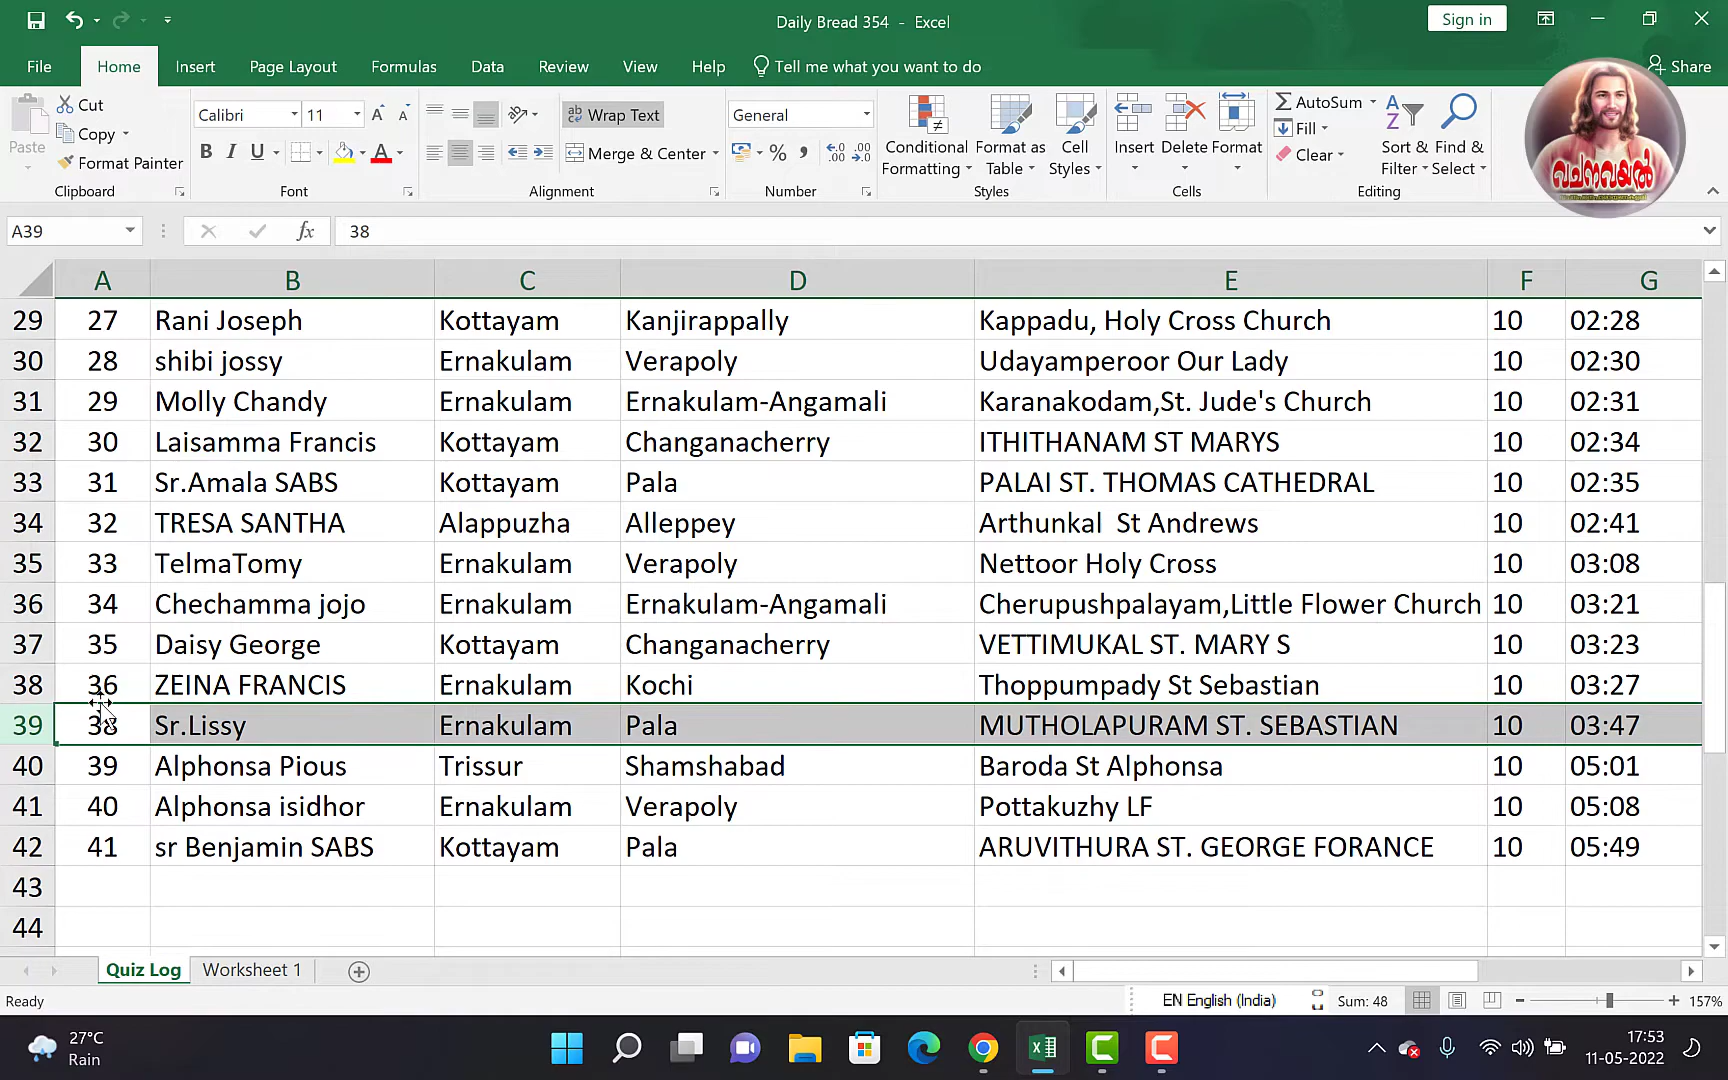 Daily Bread 354 - Excel
Sign in
File Home Insert Page Layout Formulas Data Review View Help Tell me what you want to do Share
Paste
Cut
Copy
Format Painter
Clipboard
Calibri 11
B I U
Font
Wrap Text
Merge & Center
Alignment
General
Number
Conditional Formatting
Format as Table
Cell Styles
Styles
Insert Delete Format
Cells
AutoSum
Fill
Clear
Sort & Filter
Find & Select
Editing
വചനവയൽ
A39 fx 38
A B C D E F G
29 27 Rani Joseph Kottayam Kanjirappally Kappadu, Holy Cross Church 10 02:28
30 28 shibi jossy Ernakulam Verapoly Udayamperoor Our Lady 10 02:30
31 29 Molly Chandy Ernakulam Ernakulam-Angamali Karanakodam,St. Jude's Church 10 02:31
32 30 Laisamma Francis Kottayam Changanacherry ITHITHANAM ST MARYS 10 02:34
33 31 Sr.Amala SABS Kottayam Pala PALAI ST. THOMAS CATHEDRAL 10 02:35
34 32 TRESA SANTHA Alappuzha Alleppey Arthunkal St Andrews 10 02:41
35 33 TelmaTomy Ernakulam Verapoly Nettoor Holy Cross 10 03:08
36 34 Chechamma jojo Ernakulam Ernakulam-Angamali Cherupushpalayam,Little Flower Church 10 03:21
37 35 Daisy George Kottayam Changanacherry VETTIMUKAL ST. MARY S 10 03:23
38 36 ZEINA FRANCIS Ernakulam Kochi Thoppumpady St Sebastian 10 03:27
39 38 Sr.Lissy Ernakulam Pala MUTHOLAPURAM ST. SEBASTIAN 10 03:47
40 39 Alphonsa Pious Trissur Shamshabad Baroda St Alphonsa 10 05:01
41 40 Alphonsa isidhor Ernakulam Verapoly Pottakuzhy LF 10 05:08
42 41 sr Benjamin SABS Kottayam Pala ARUVITHURA ST. GEORGE FORANCE 10 05:49
43
44
Quiz Log Worksheet 1
Ready EN English (India) Sum: 48 157%
27°C
Rain
17:53
11-05-2022